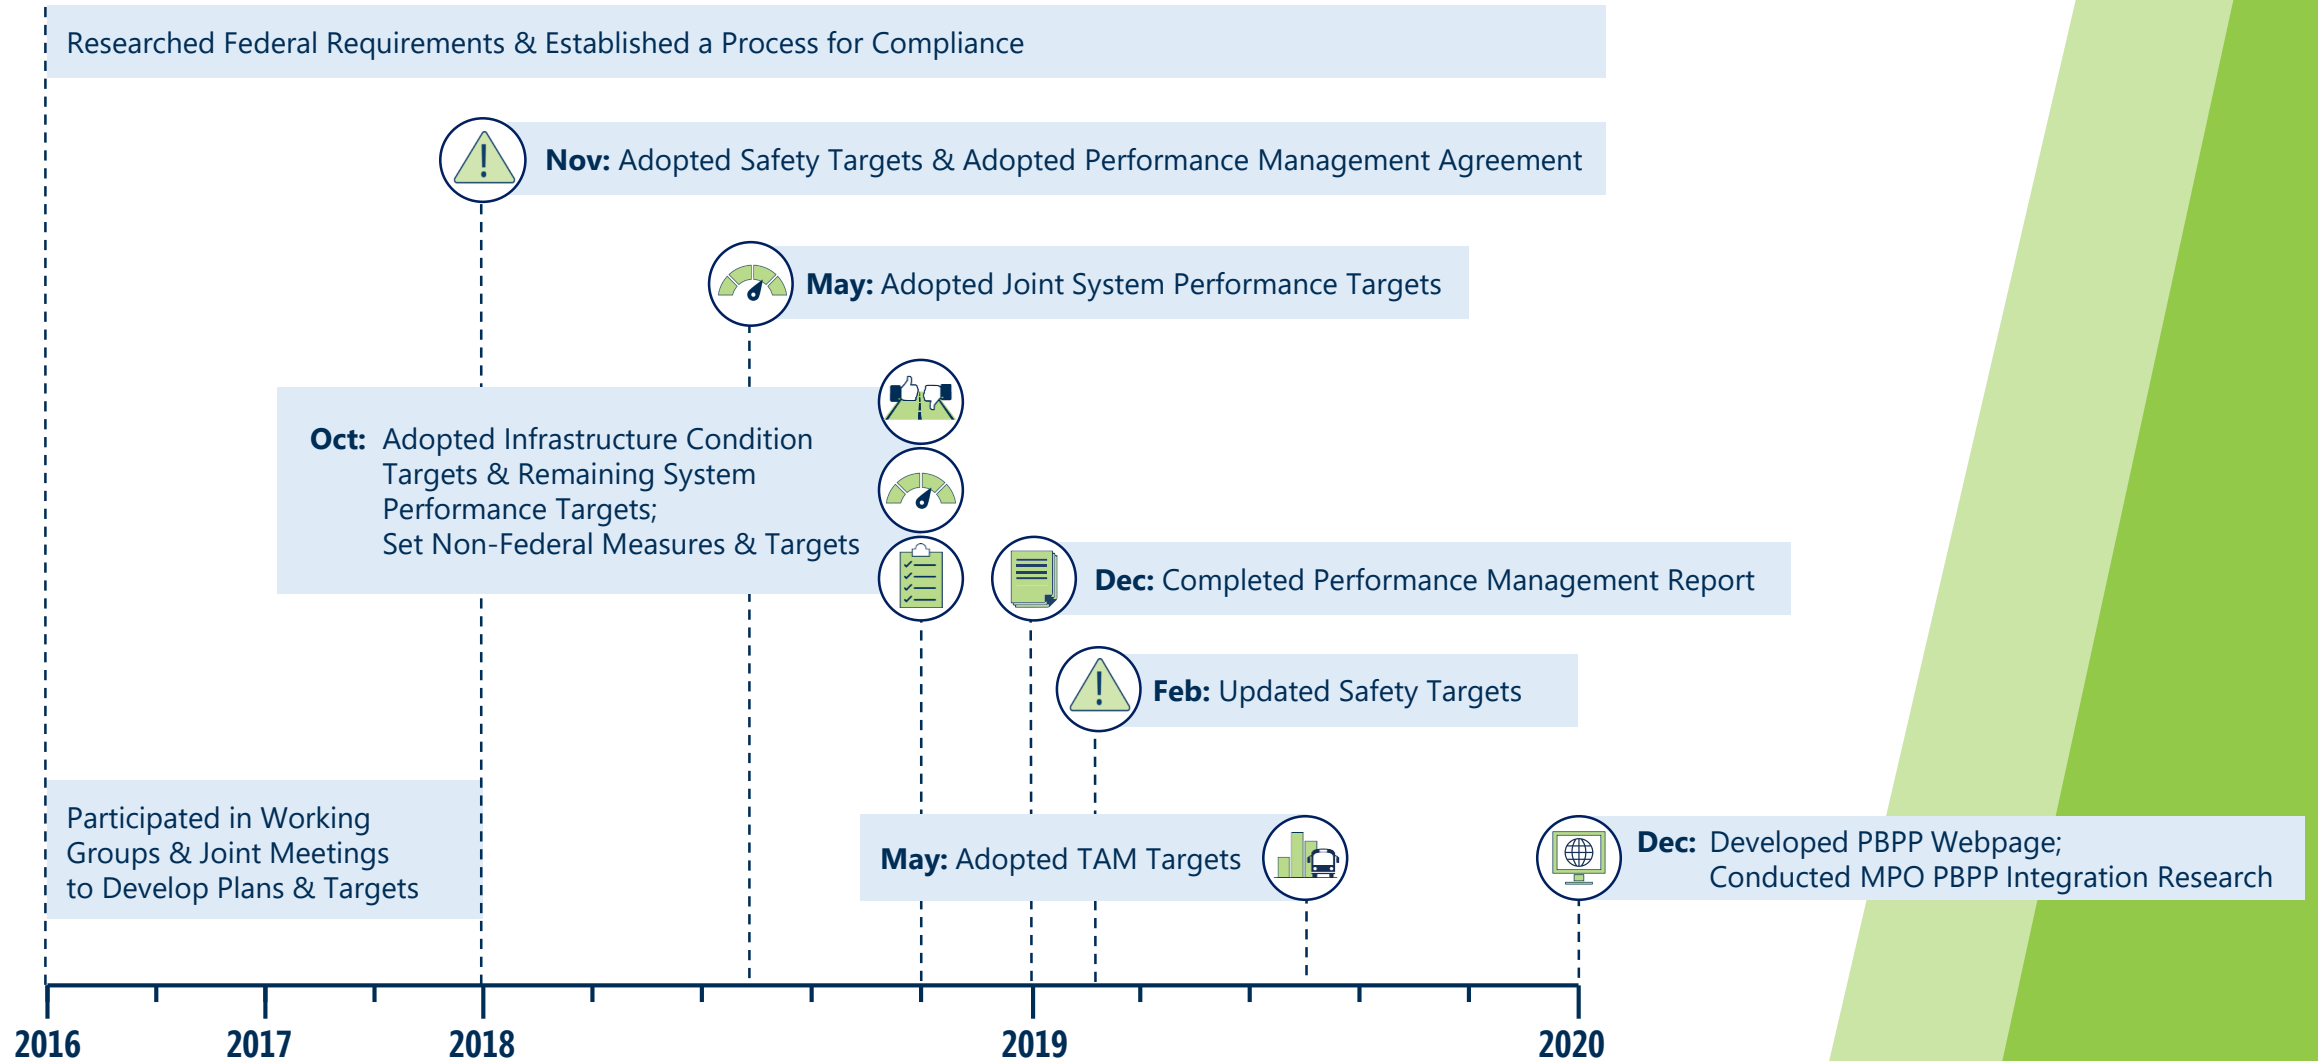 Researched Federal Requirements & Established a Process for Compliance
Nov: Adopted Safety Targets & Adopted Performance Management Agreement
May: Adopted Joint System Performance Targets
Oct: Adopted Infrastructure Condition
Targets & Remaining System
Performance Targets;
Set Non-Federal Measures & Targets
Dec: Completed Performance Management Report
Feb: Updated Safety Targets
Participated in Working
Groups & Joint Meetings
to Develop Plans & Targets
May: Adopted TAM Targets
Dec: Developed PBPP Webpage;
Conducted MPO PBPP Integration Research
2016 2017 2018 2019 2020